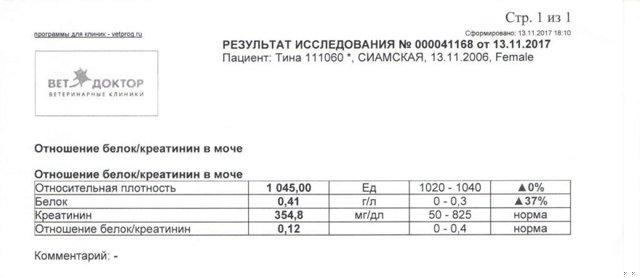 Стр. 1 из 1
программы для клиник - vetprog.ru
Сформировано: 13.11.2017 18:10
РЕЗУЛЬТАТ ИССЛЕДОВАНИЯ № 000041168 от 13.11.2017
Пациент: Тина 111060 *, СИАМСКАЯ, 13.11.2006, Female
ВЕТ ДОКТОР
ВЕТЕРИНАРНЫЕ КЛИНИКИ
Отношение белок/креатинин в моче
Отношение белок/креатинин в моче
Относительная плотность 1 045,00 Ед 1020 - 1040 ▲0%
Белок 0,41 г/л 0 - 0,3 ▲37%
Креатинин 354,8 мг/дл 50 - 825 норма
Отношение белок/креатинин 0,12 0 - 0,4 норма
Комментарий: -